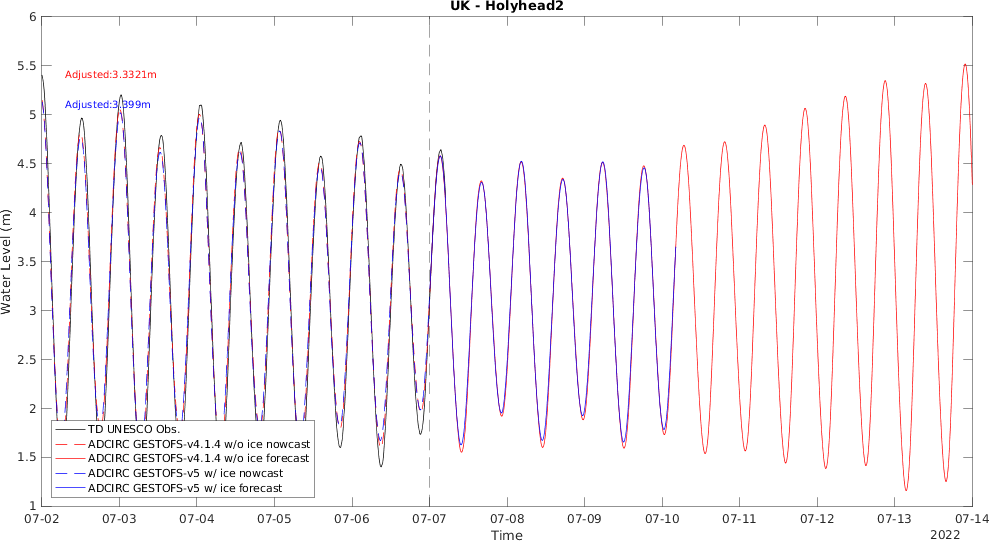 UK - Holyhead2
6
5.5
5
4.5
4
3.5
3
2.5
2
1.5
1
Water Level (m)
Adjusted:3.3321m
Adjusted:3.399m
TD UNESCO Obs.
ADCIRC GESTOFS-v4.1.4 w/o ice nowcast
ADCIRC GESTOFS-v4.1.4 w/o ice forecast
ADCIRC GESTOFS-v5 w/ ice nowcast
ADCIRC GESTOFS-v5 w/ ice forecast
07-02 07-03 07-04 07-05 07-06 07-07 07-08 07-09 07-10 07-11 07-12 07-13 07-14
Time
2022